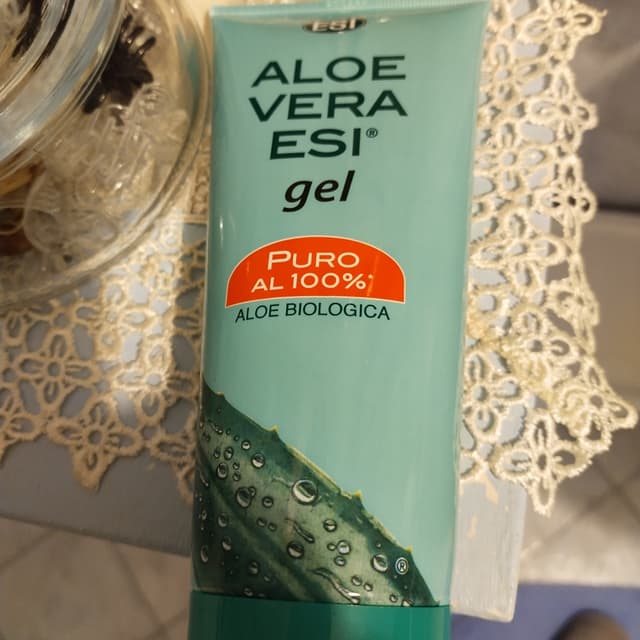 ESI
ALOE
VERA
ESI®
gel
PURO
AL 100%*
ALOE BIOLOGICA
®